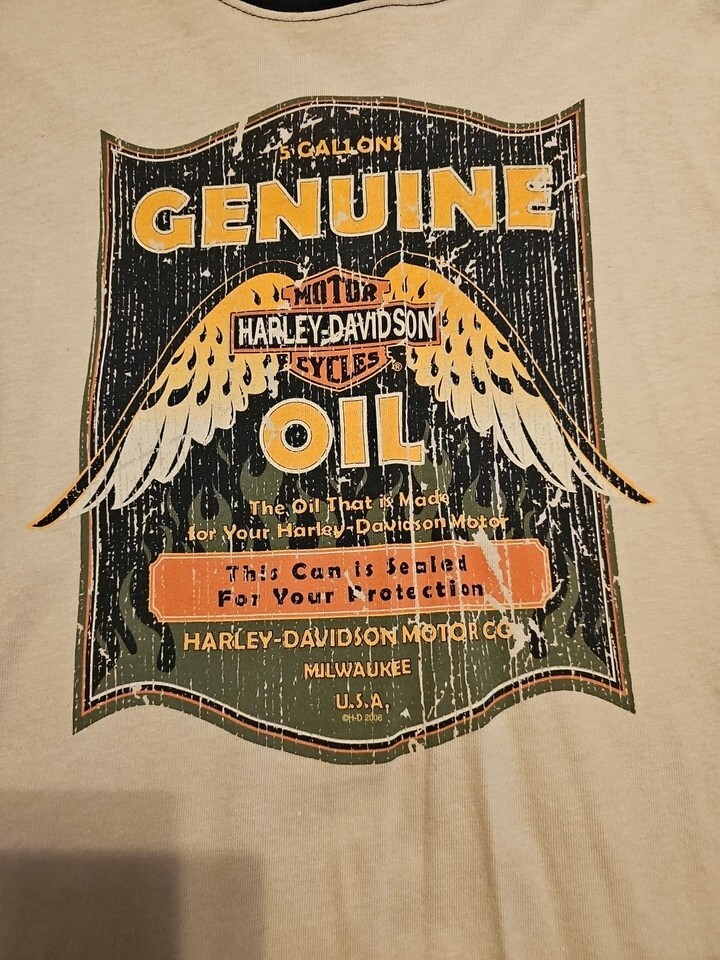 5 GALLONS
GENUINE
MOTOR
HARLEY-DAVIDSON
CYCLES ®
OIL
The Oil That is Made
for Your Harley-Davidson Motor
This Can is Sealed
For Your Protection
HARLEY-DAVIDSON MOTOR CO.
MILWAUKEE
U.S.A.
©H-D 2006